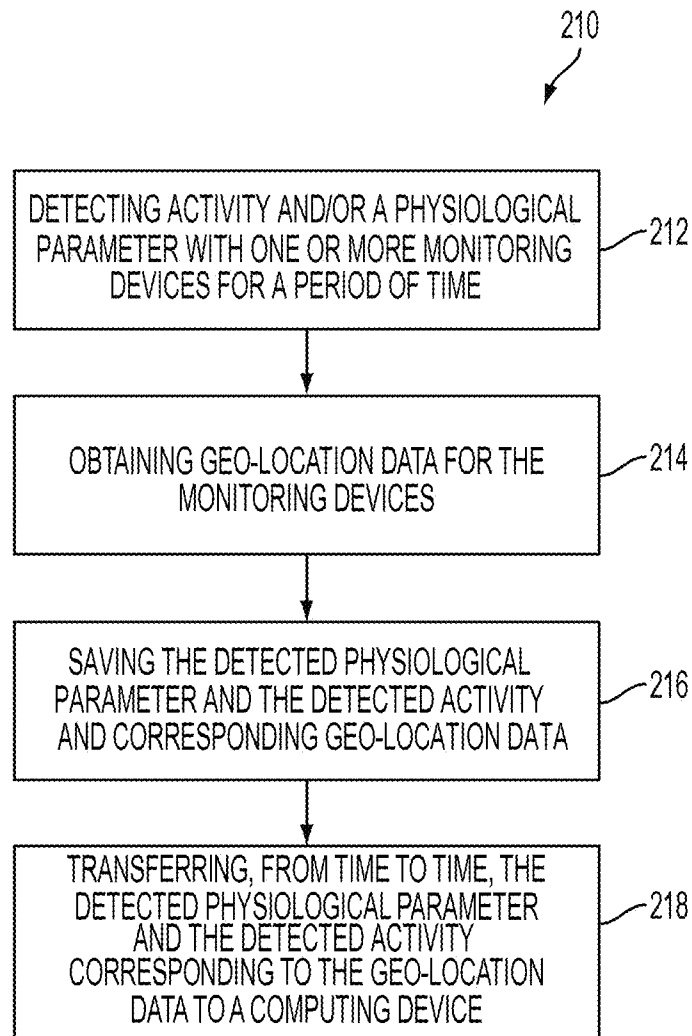 210
DETECTING ACTIVITY AND/OR A PHYSIOLOGICAL
PARAMETER WITH ONE OR MORE MONITORING
DEVICES FOR A PERIOD OF TIME
212
OBTAINING GEO-LOCATION DATA FOR THE
MONITORING DEVICES
214
SAVING THE DETECTED PHYSIOLOGICAL
PARAMETER AND THE DETECTED ACTIVITY
AND CORRESPONDING GEO-LOCATION DATA
216
TRANSFERRING, FROM TIME TO TIME, THE
DETECTED PHYSIOLOGICAL PARAMETER
AND THE DETECTED ACTIVITY
CORRESPONDING TO THE GEO-LOCATION
DATA TO A COMPUTING DEVICE
218